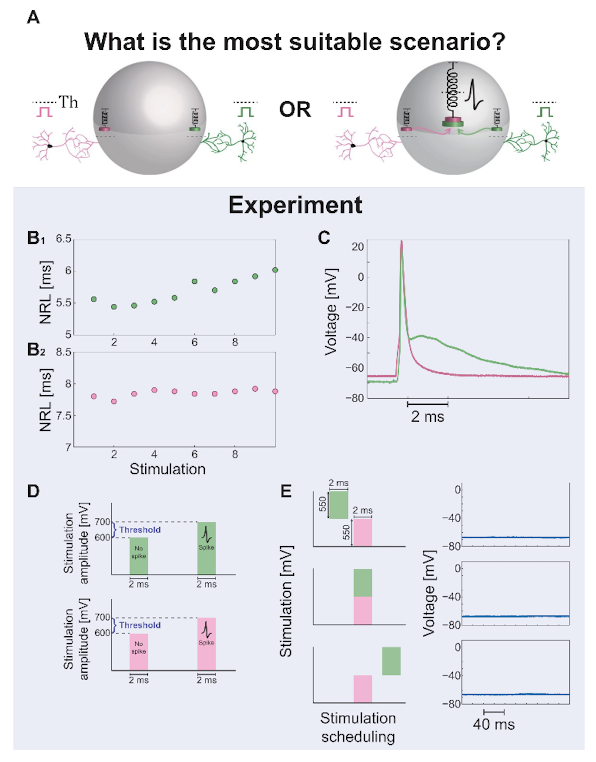 A
What is the most suitable scenario?
Th
OR
Experiment
B1
6.5
6
5.5
5
NRL [ms]
2
4
6
8
B2
8.5
8
7.5
7
NRL [ms]
2
4
6
8
Stimulation
C
20
0
−20
−40
−60
−80
Voltage [mV]
2 ms
D
Stimulation
amplitude [mV]
700
600
Threshold
No
spike
Spike
2 ms
2 ms
Stimulation
amplitude [mV]
700
600
Threshold
No
spike
Spike
2 ms
2 ms
E
Stimulation [mV]
2 ms
550
2 ms
550
Stimulation
scheduling
Voltage [mV]
0
−40
−80
0
−40
−80
0
−40
−80
40 ms